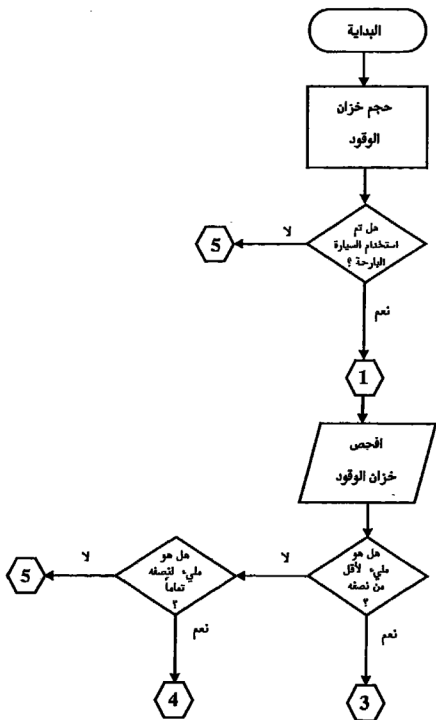 البداية
حجم خزان
الوقود
هل تم
استخدام السيارة
البارحة ؟
لا
5
نعم
1
افحص
خزان الوقود
هل هو
مليء لأقل
من نصفه
؟
لا
هل هو
مليء لنصفه
تماماً
؟
لا
5
نعم
نعم
3
4